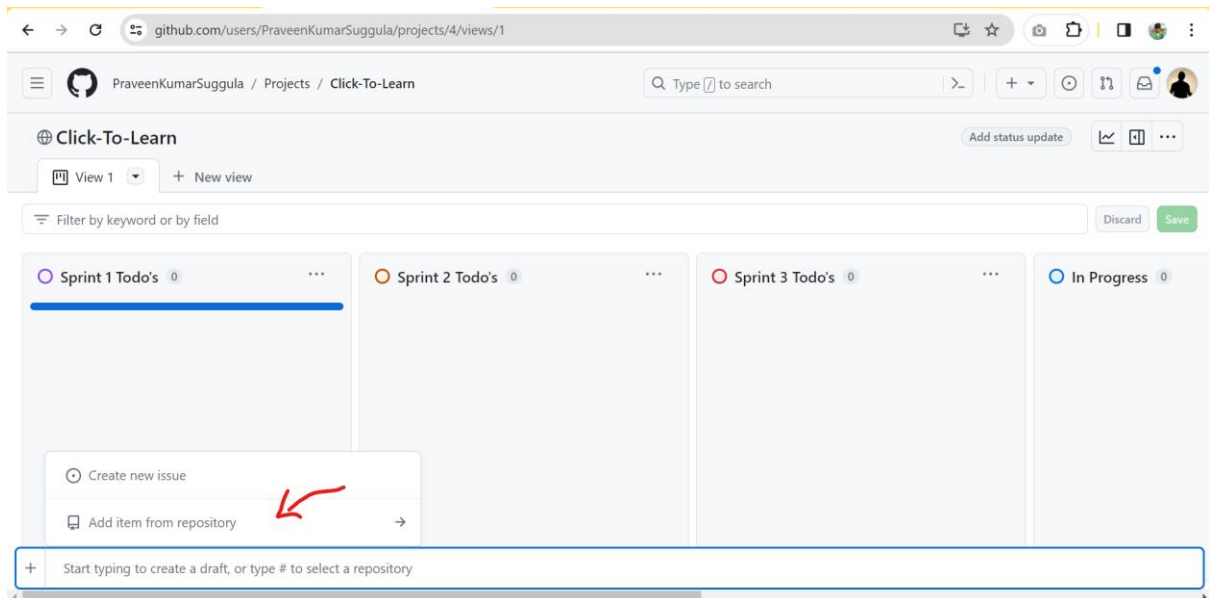 github.com/users/PraveenKumarSuggula/projects/4/views/1
PraveenKumarSuggula / Projects / Click-To-Learn
Type / to search
Click-To-Learn
Add status update
View 1
+ New view
Filter by keyword or by field
Discard
Save
Sprint 1 Todo's 0
Sprint 2 Todo's 0
Sprint 3 Todo's 0
In Progress 0
Create new issue
Add item from repository
+ Start typing to create a draft, or type # to select a repository